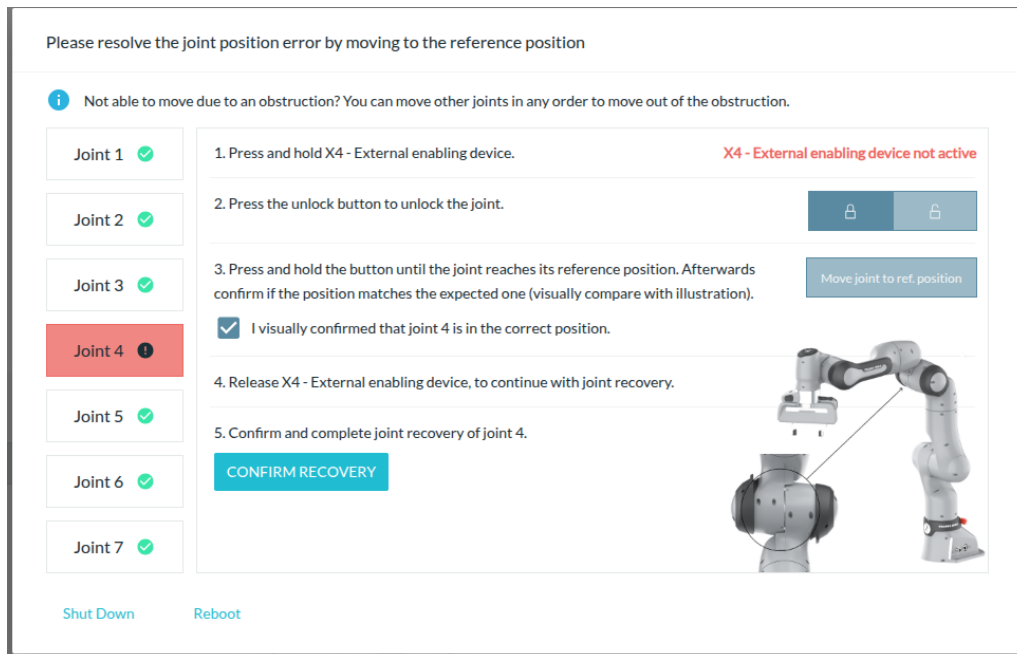 Please resolve the joint position error by moving to the reference position
Not able to move due to an obstruction? You can move other joints in any order to move out of the obstruction.
Joint 1
Joint 2
Joint 3
Joint 4
Joint 5
Joint 6
Joint 7
1. Press and hold X4 - External enabling device.
X4 - External enabling device not active
2. Press the unlock button to unlock the joint.
3. Press and hold the button until the joint reaches its reference position. Afterwards
confirm if the position matches the expected one (visually compare with illustration).
Move joint to ref. position
I visually confirmed that joint 4 is in the correct position.
4. Release X4 - External enabling device, to continue with joint recovery.
5. Confirm and complete joint recovery of joint 4.
CONFIRM RECOVERY
Shut Down
Reboot